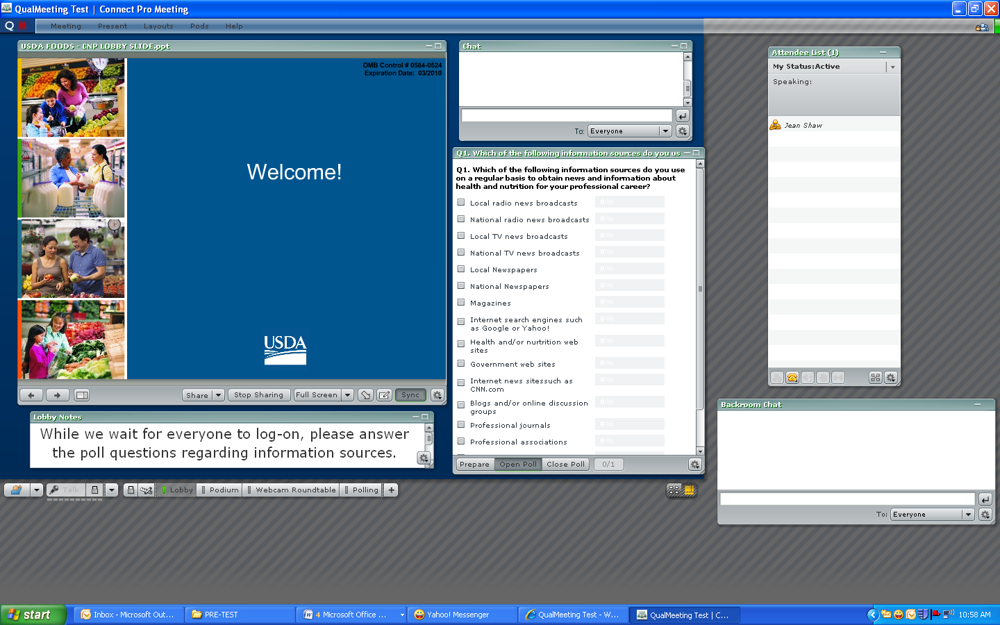 QualMeeting Test | Connect Pro Meeting
Q
Meeting Present Layouts Pods Help
USDA FOODS - CNP LOBBY SLIDE.ppt
OMB Control # 0584-0524
Expiration Date: 03/2010
Welcome!
USDA
Share Stop Sharing Full Screen Sync
Lobby Notes
While we wait for everyone to log-on, please answer
the poll questions regarding information sources.
Chat
To: Everyone
Q1. Which of the following information sources do you us
Q1. Which of the following information sources do you use
on a regular basis to obtain news and information about
health and nutrition for your professional career?
Local radio news broadcasts 0%
National radio news broadcasts 0%
Local TV news broadcasts 0%
National TV news broadcasts 0%
Local Newspapers 0%
National Newspapers 0%
Magazines 0%
Internet search engines such 0%
as Google or Yahoo!
Health and/or nurtrition web 0%
sites
Government web sites 0%
Internet news sitessuch as 0%
CNN.com
Blogs and/or online discussion 0%
groups
Professional journals 0%
Professional associations 0%
Prepare Open Poll Close Poll 0/1
Attendee List (1)
My Status:Active
Speaking:
Jean Shaw
Backroom Chat
To: Everyone
Talk Lobby Podium Webcam Roundtable Polling +
start Inbox - Microsoft Out... PRE-TEST 4 Microsoft Office ... Yahoo! Messenger QualMeeting Test - W... QualMeeting Test | C... 10:58 AM